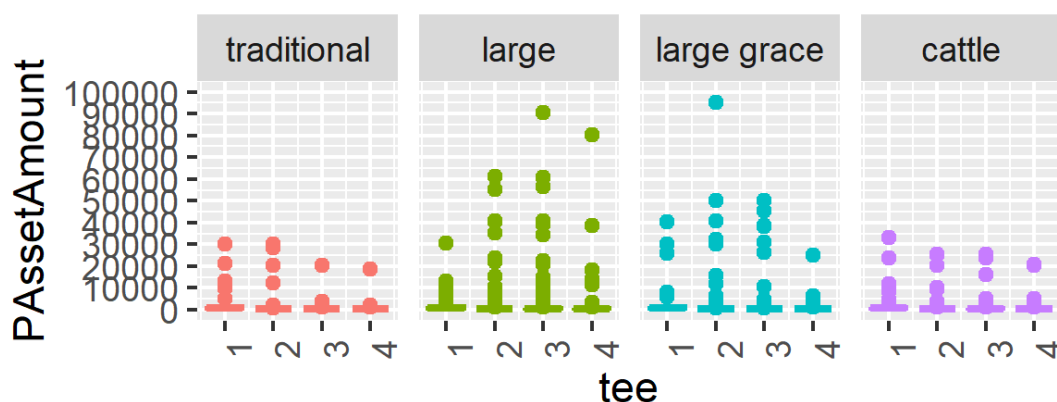 traditional large large grace cattle
PAssetAmount
100000
90000
80000
70000
60000
50000
40000
30000
20000
10000
0
1 2 3 4 1 2 3 4 1 2 3 4 1 2 3 4
tee